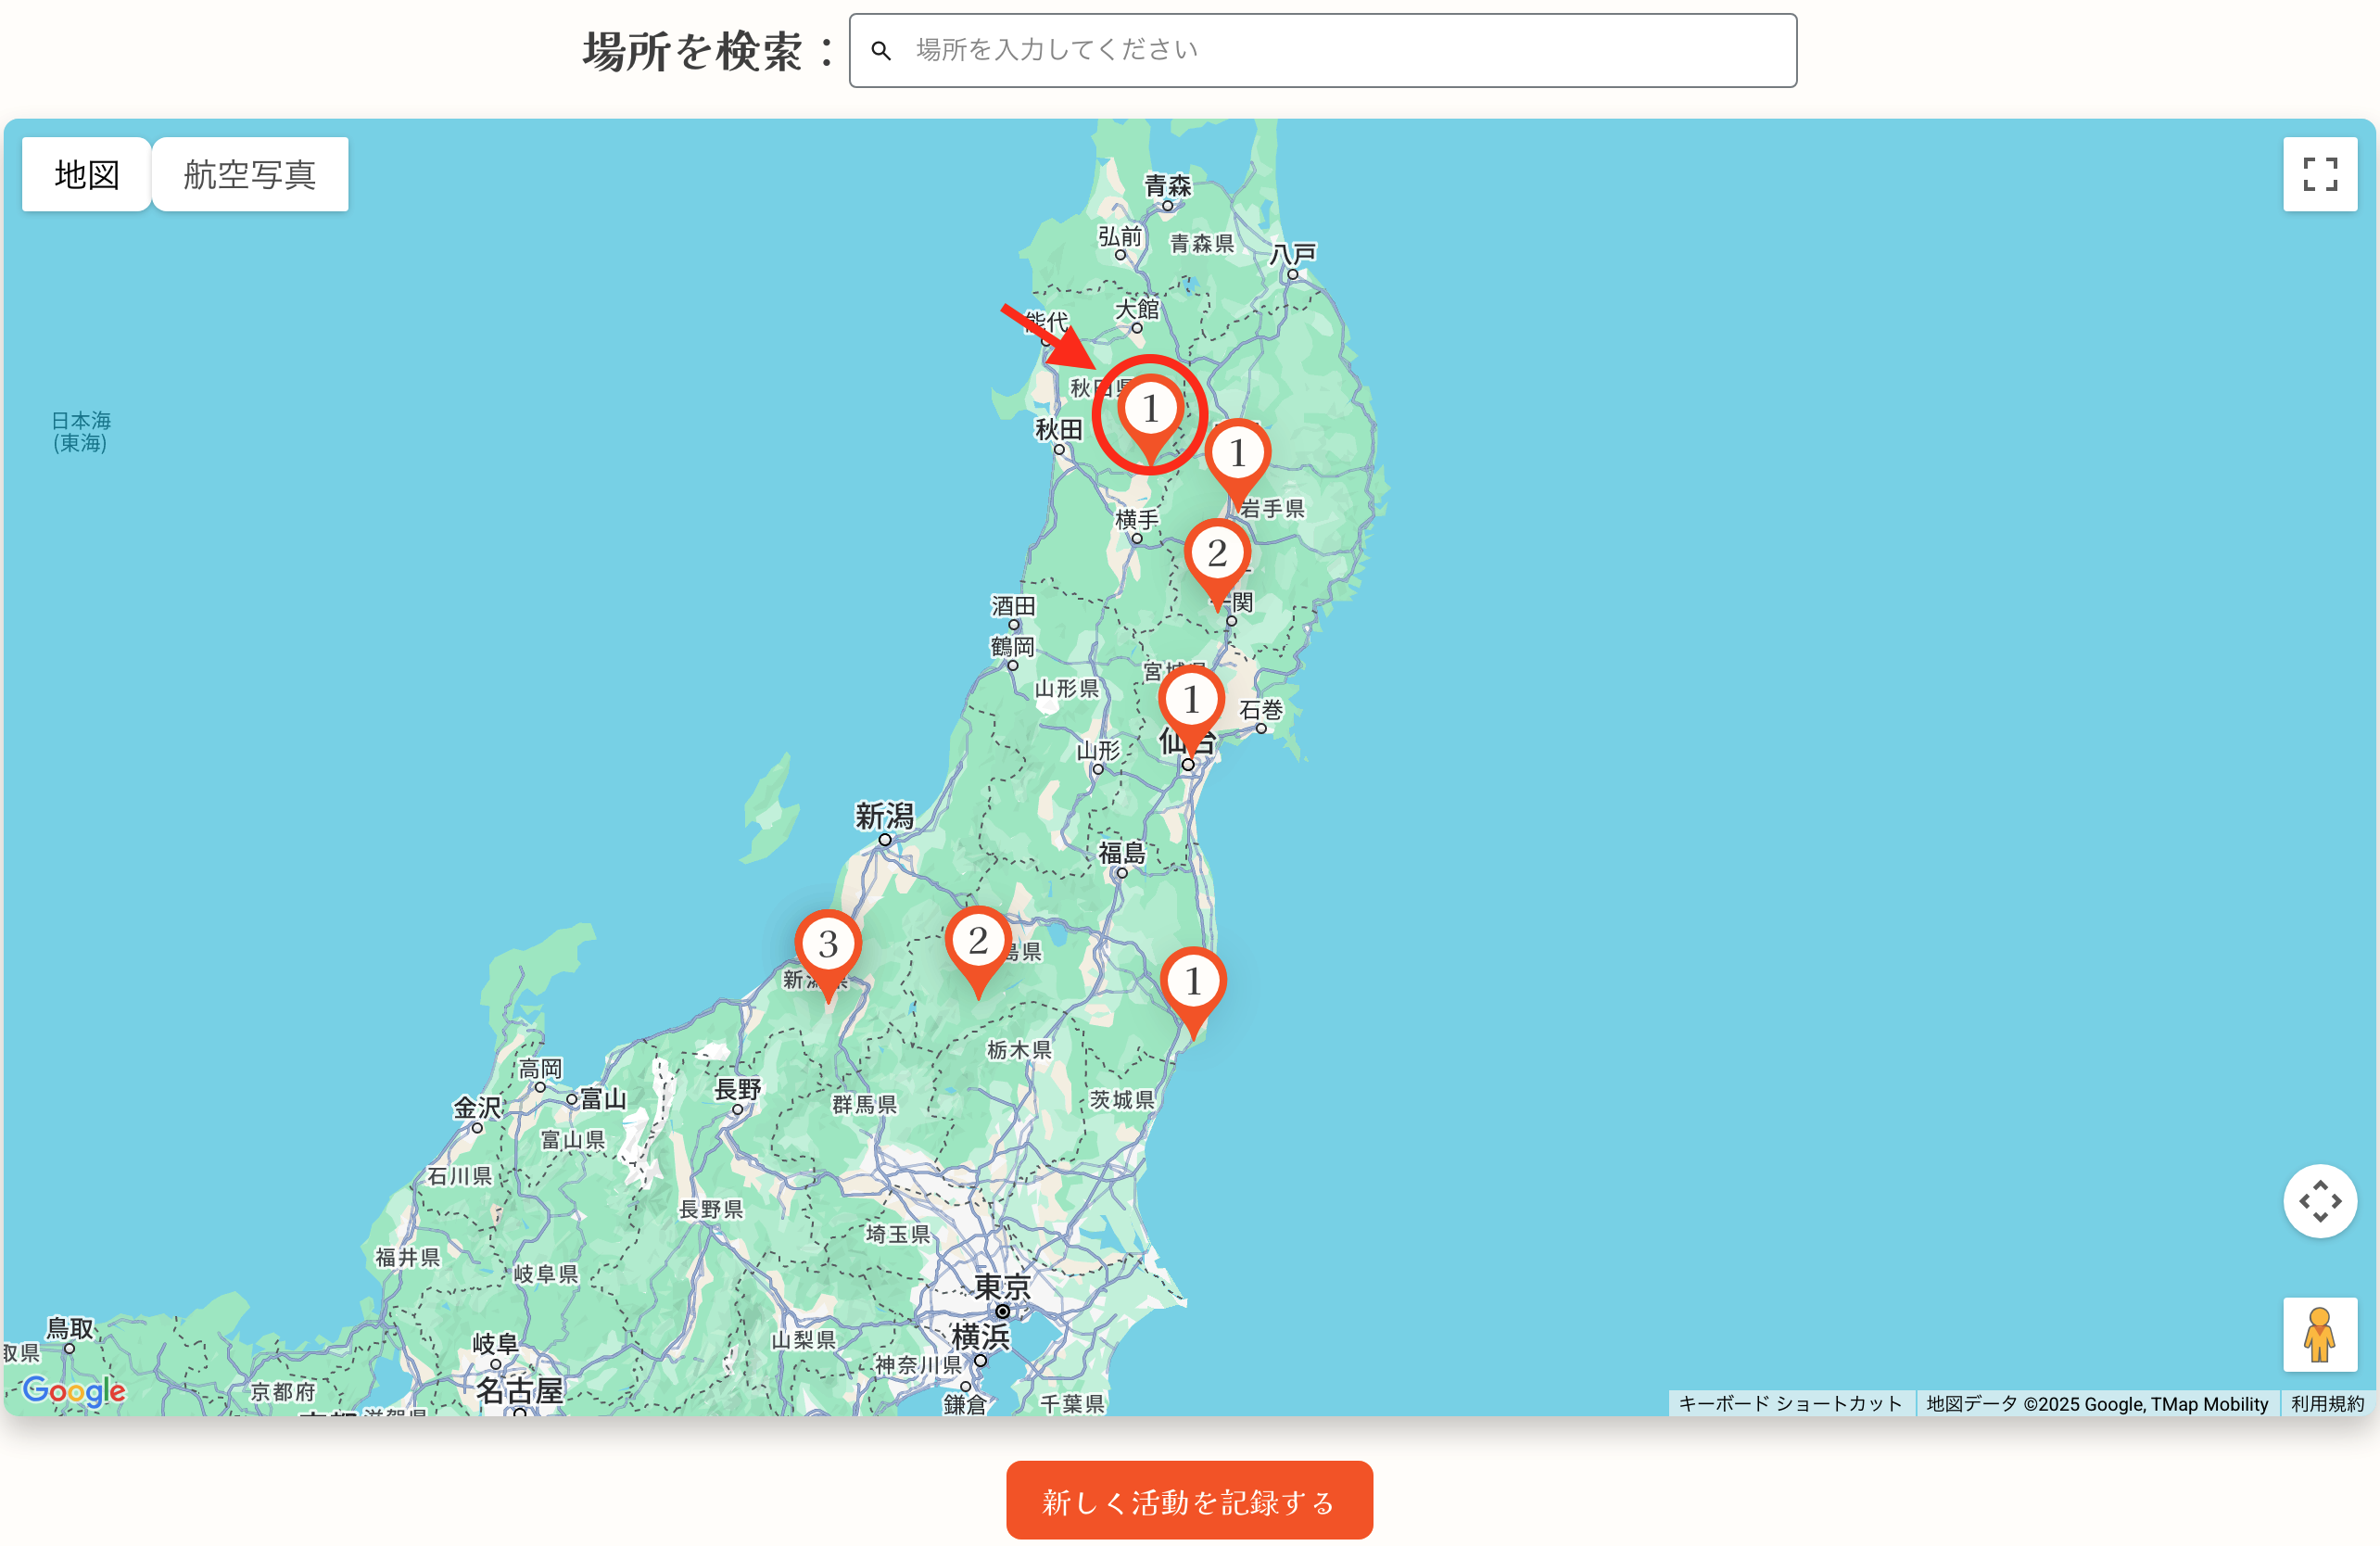 場所を検索：
場所を入力してください
地図
航空写真
青森
弘前
青森県
八戸
大館
能代
秋田県
1
日本海
(東海)
秋田
1
岩手県
横手
2
一関
酒田
鶴岡
宮城県
山形県
1
石巻
仙台
山形
新潟
福島
3
2
島県
新潟県
1
栃木県
高岡
富山
長野
茨城県
金沢
群馬県
富山県
石川県
長野県
埼玉県
福井県
岐阜県
東京
鳥取
横浜
岐阜
山梨県
取県
神奈川県
名古屋
京都府
鎌倉
千葉県
滋賀県
Google
キーボード ショートカット
地図データ ©2025 Google, TMap Mobility
利用規約
新しく活動を記録する